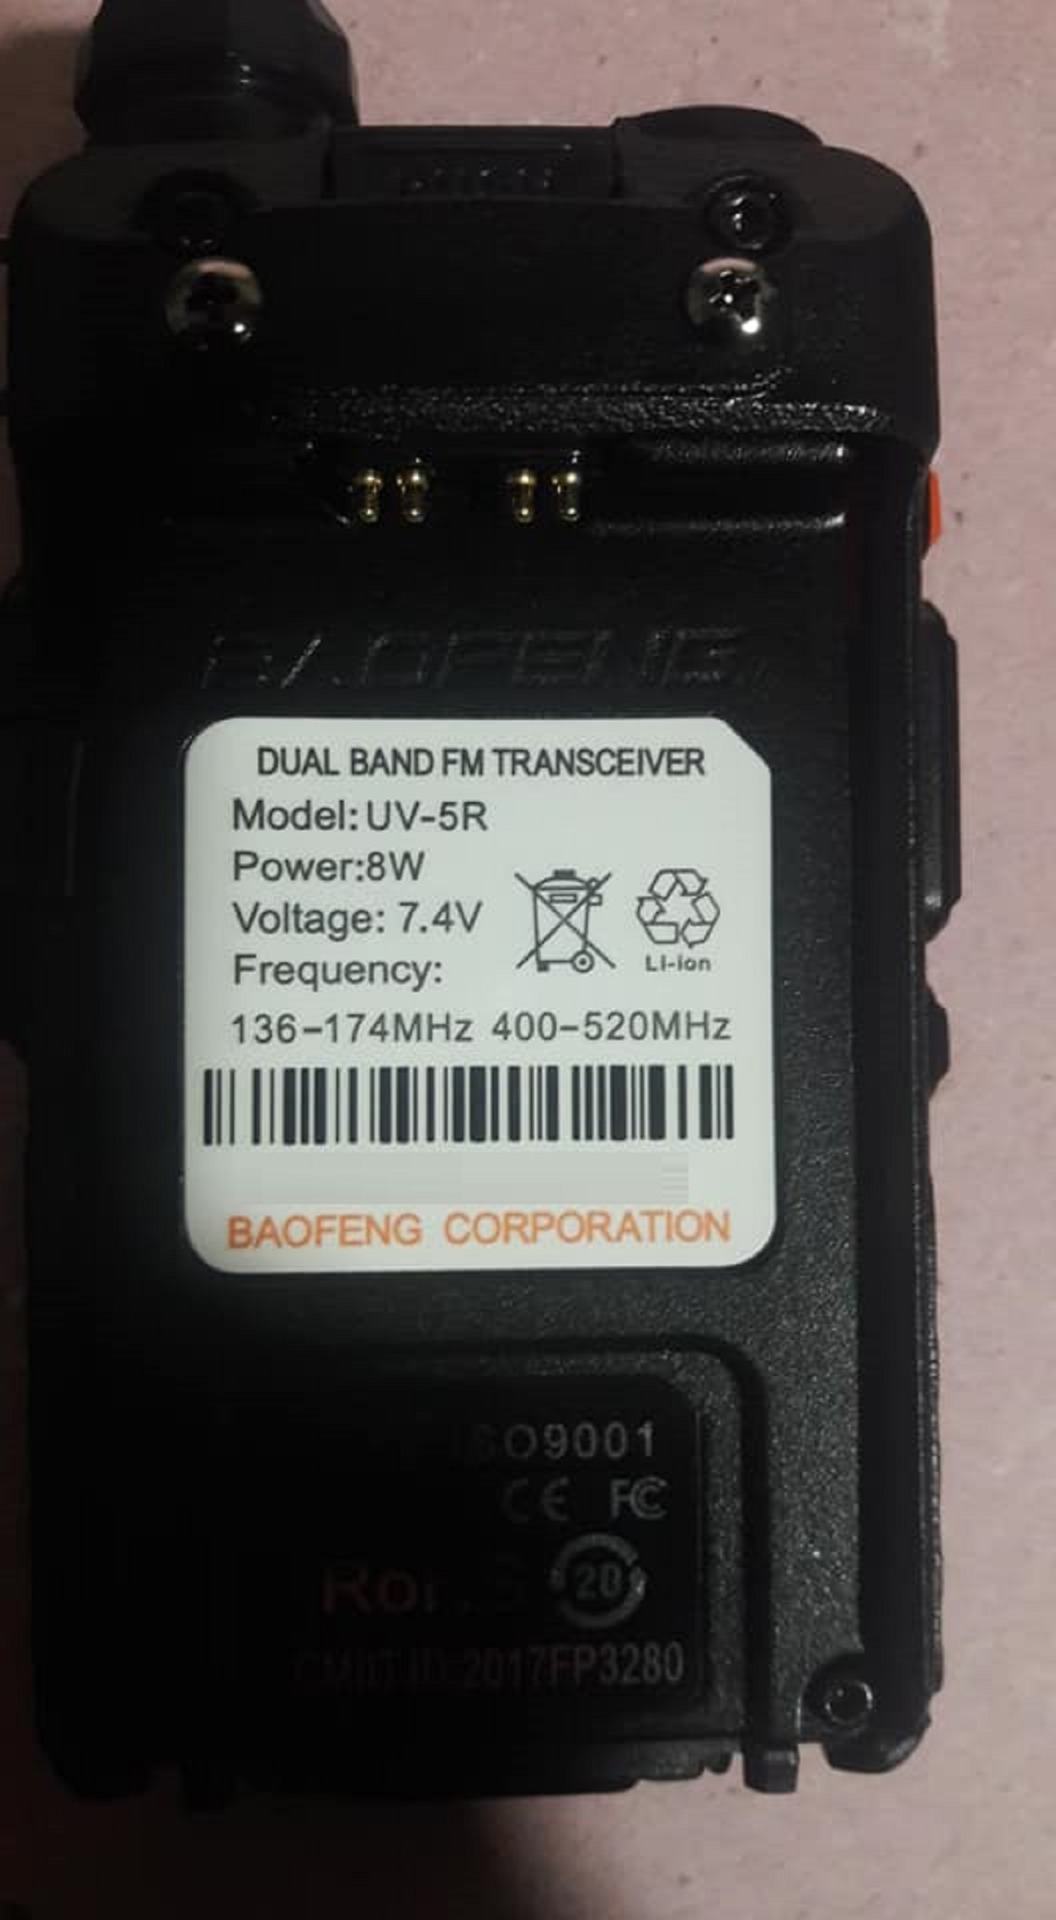 BAOFENG
DUAL BAND FM TRANSCEIVER
Model: UV-5R
Power:8W
Voltage: 7.4V
Frequency:
Li-ion
136-174MHz 400-520MHz
BAOFENG CORPORATION
ISO9001
CE FC
RoHS 20
CMIIT ID:2017FP3280